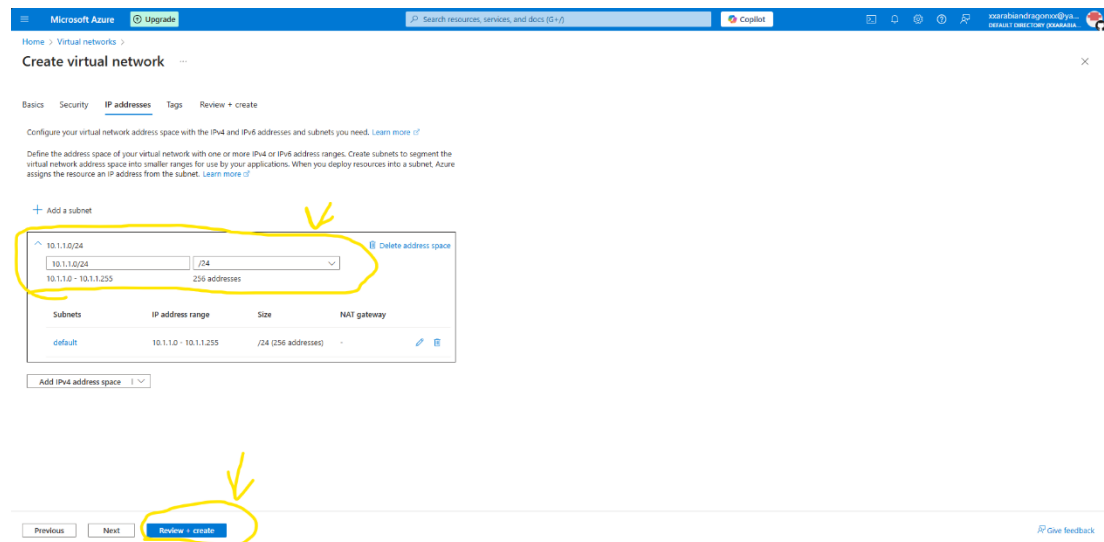 Microsoft Azure
Upgrade
Search resources, services, and docs (G+/)
Copilot
xxarabiandragonxx@ya...
DEFAULT DIRECTORY (XXARABIA...
Home > Virtual networks >
Create virtual network ...
Basics Security IP addresses Tags Review + create
Configure your virtual network address space with the IPv4 and IPv6 addresses and subnets you need. Learn more
Define the address space of your virtual network with one or more IPv4 or IPv6 address ranges. Create subnets to segment the
virtual network address space into smaller ranges for use by your applications. When you deploy resources into a subnet, Azure
assigns the resource an IP address from the subnet. Learn more
+ Add a subnet
10.1.1.0/24
Delete address space
10.1.1.0/24 /24
10.1.1.0 - 10.1.1.255 256 addresses
Subnets IP address range Size NAT gateway
default 10.1.1.0 - 10.1.1.255 /24 (256 addresses) -
Add IPv4 address space
Previous Next Review + create
Give feedback